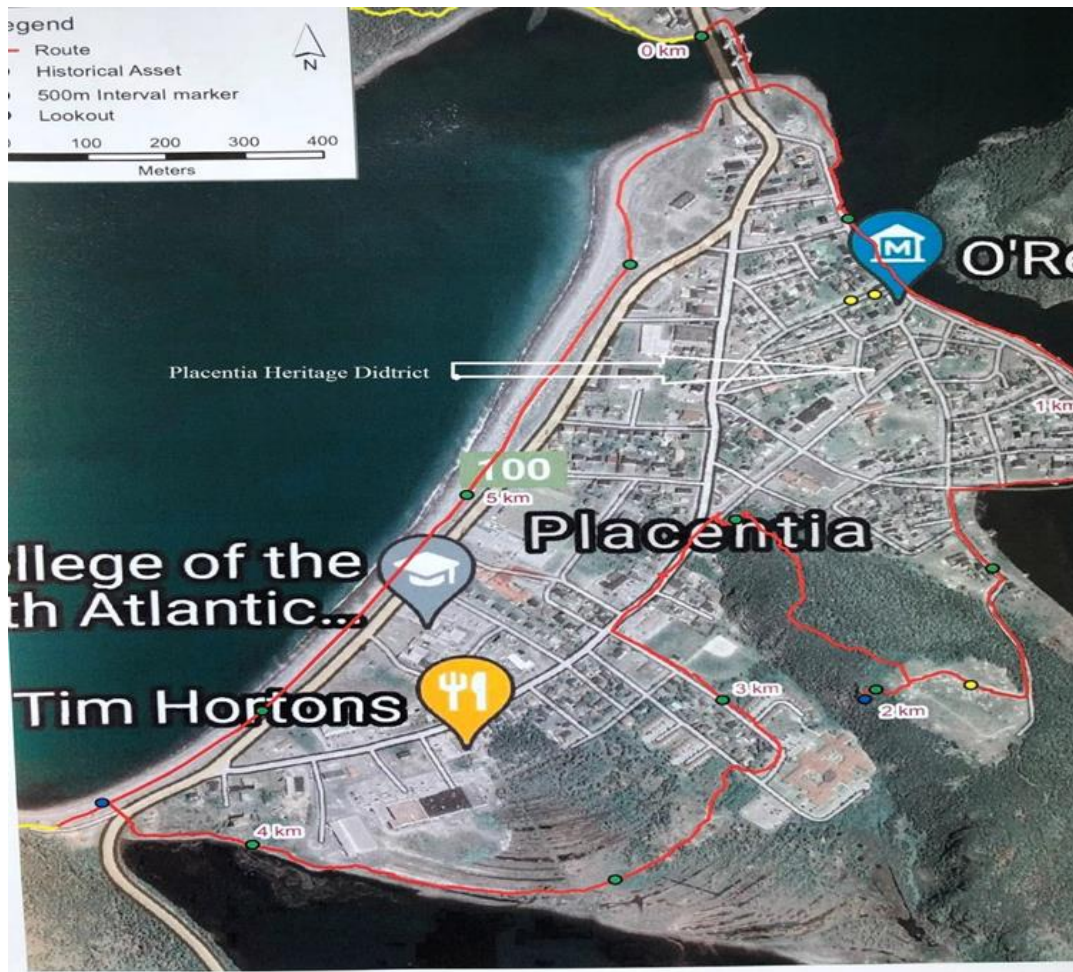 egend
Route
Historical Asset
500m Interval marker
Lookout
N
100 200 300 400
Meters
0 km
M
O'Re
Placentia Heritage Didtrict
1 km
100
5 km
Placentia
llege of the
th Atlantic...
Tim Hortons
3 km
2 km
4 km